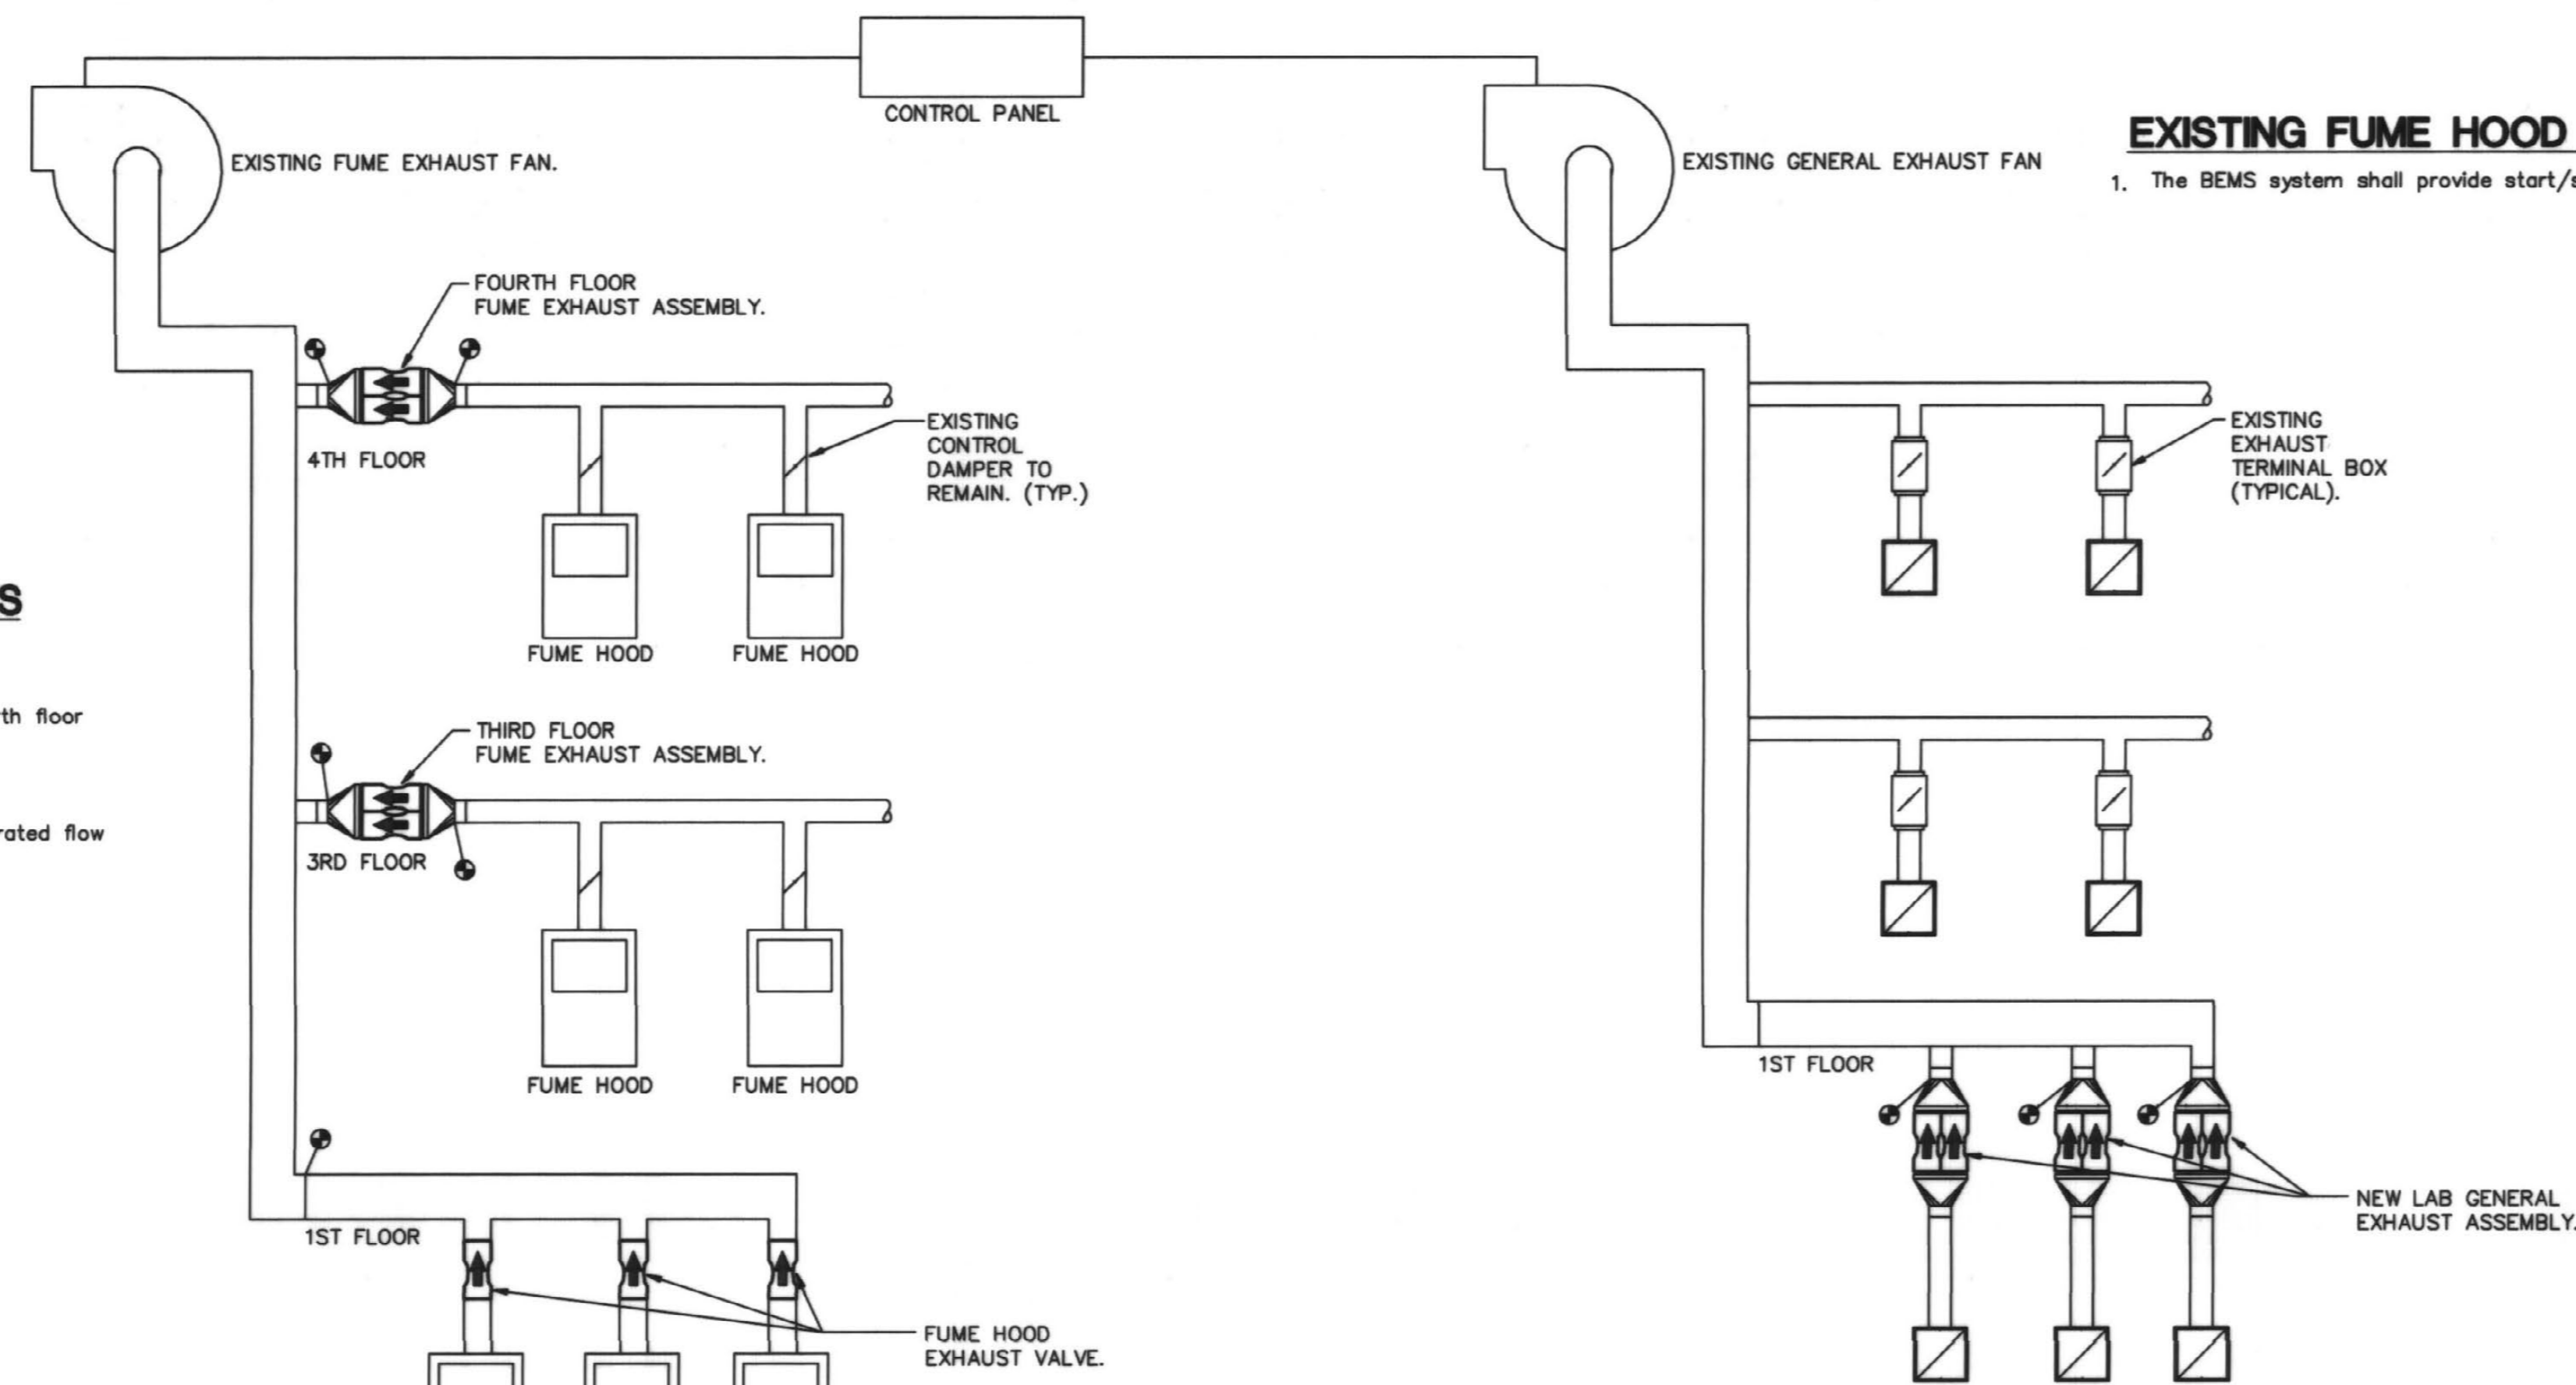 CONTROL PANEL
EXISTING FUME EXHAUST FAN.
EXISTING GENERAL EXHAUST FAN
EXISTING FUME HOOD
1. The BEMS system shall provide start/s
FOURTH FLOOR
FUME EXHAUST ASSEMBLY.
4TH FLOOR
EXISTING
CONTROL
DAMPER TO
REMAIN. (TYP.)
EXISTING
EXHAUST
TERMINAL BOX
(TYPICAL).
S
FUME HOOD
FUME HOOD
th floor
THIRD FLOOR
FUME EXHAUST ASSEMBLY.
rated flow
3RD FLOOR
FUME HOOD
FUME HOOD
1ST FLOOR
1ST FLOOR
NEW LAB GENERAL
EXHAUST ASSEMBLY.
FUME HOOD
EXHAUST VALVE.